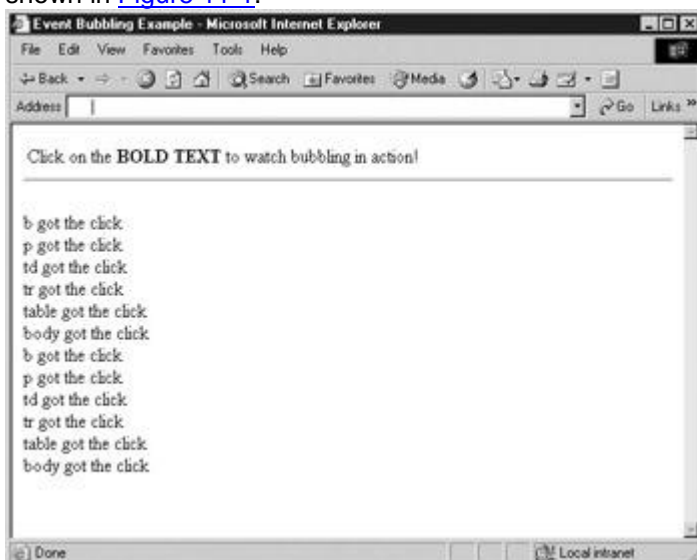 shown in Figure 11-1.
Event Bubbling Example - Microsoft Internet Explorer
File Edit View Favorites Tools Help
Back Search Favorites Media
Address Go Links »
Click on the BOLD TEXT to watch bubbling in action!
b got the click
p got the click
td got the click
tr got the click
table got the click
body got the click
b got the click
p got the click
td got the click
tr got the click
table got the click
body got the click
Done Local intranet